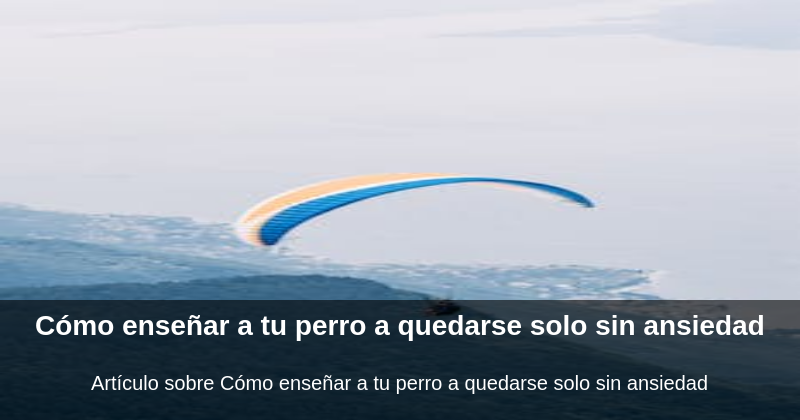 Cómo enseñar a tu perro a quedarse solo sin ansiedad
Artículo sobre Cómo enseñar a tu perro a quedarse solo sin ansiedad